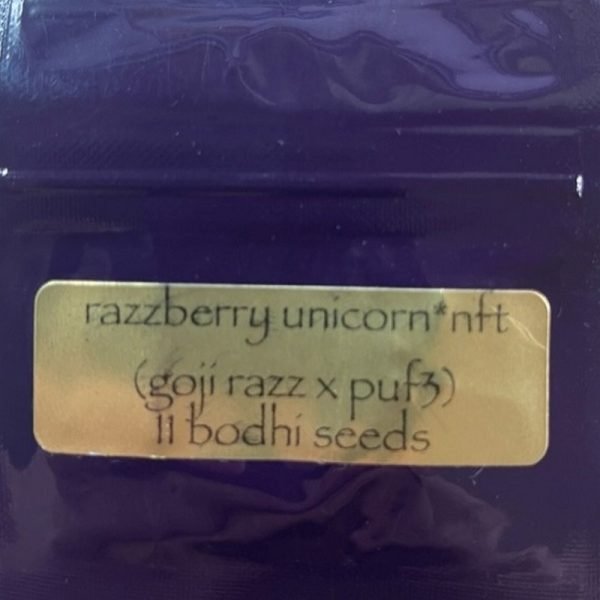 razzberry unicorn*nft
(goji razz x puf3)
11 bodhi seeds